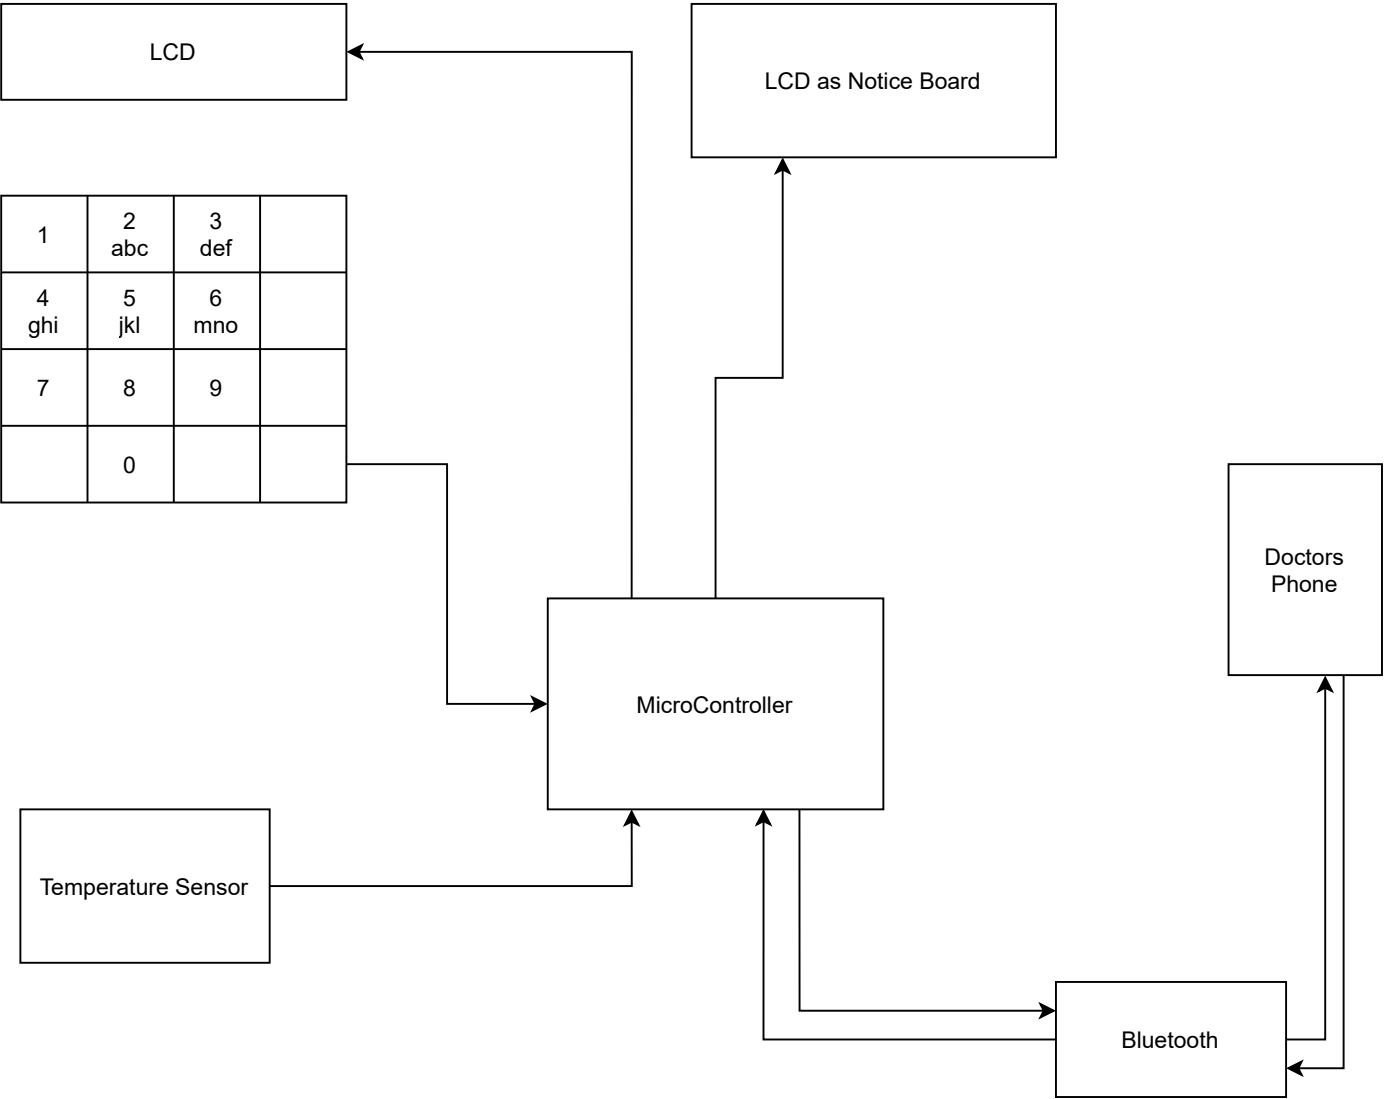 LCD
LCD as Notice Board
1
2
abc
3
def
4
ghi
5
jkl
6
mno
7
8
9
0
Doctors
Phone
MicroController
Temperature Sensor
Bluetooth